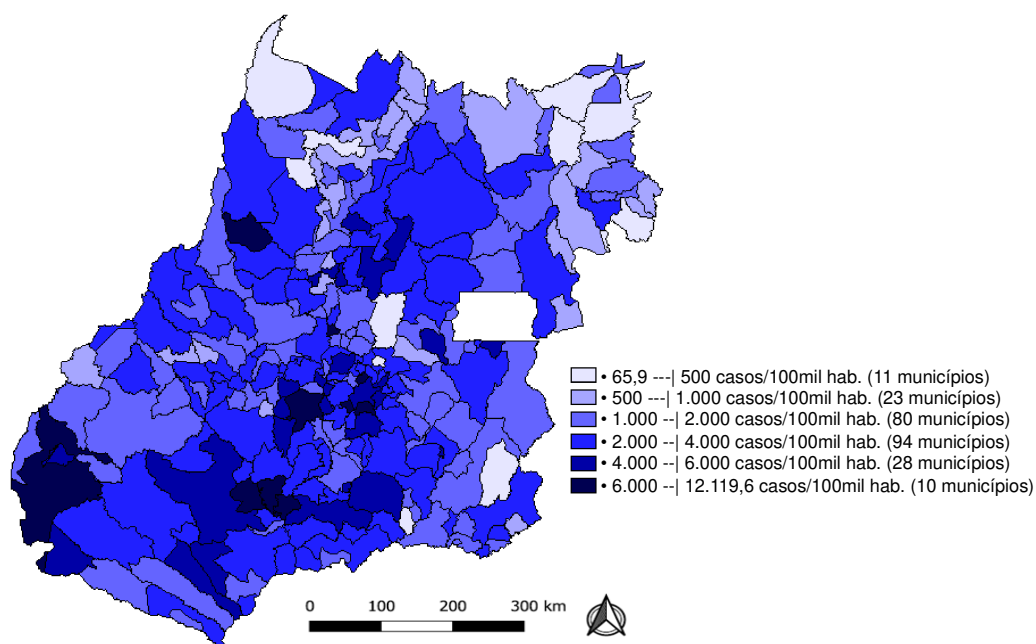 • 65,9 ---| 500 casos/100mil hab. (11 municípios)
• 500 ---| 1.000 casos/100mil hab. (23 municípios)
• 1.000 --| 2.000 casos/100mil hab. (80 municípios)
• 2.000 --| 4.000 casos/100mil hab. (94 municípios)
• 4.000 --| 6.000 casos/100mil hab. (28 municípios)
• 6.000 --| 12.119,6 casos/100mil hab. (10 municípios)
0 100 200 300 km